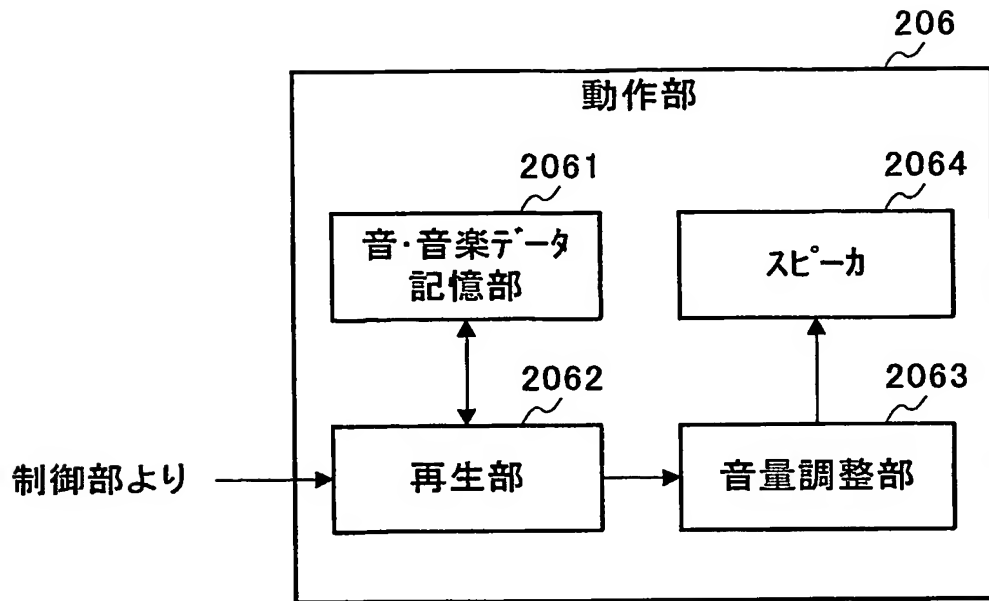 206
動作部
2061
音・音楽データ
記憶部
2064
スピーカ
2062
再生部
2063
音量調整部
制御部より